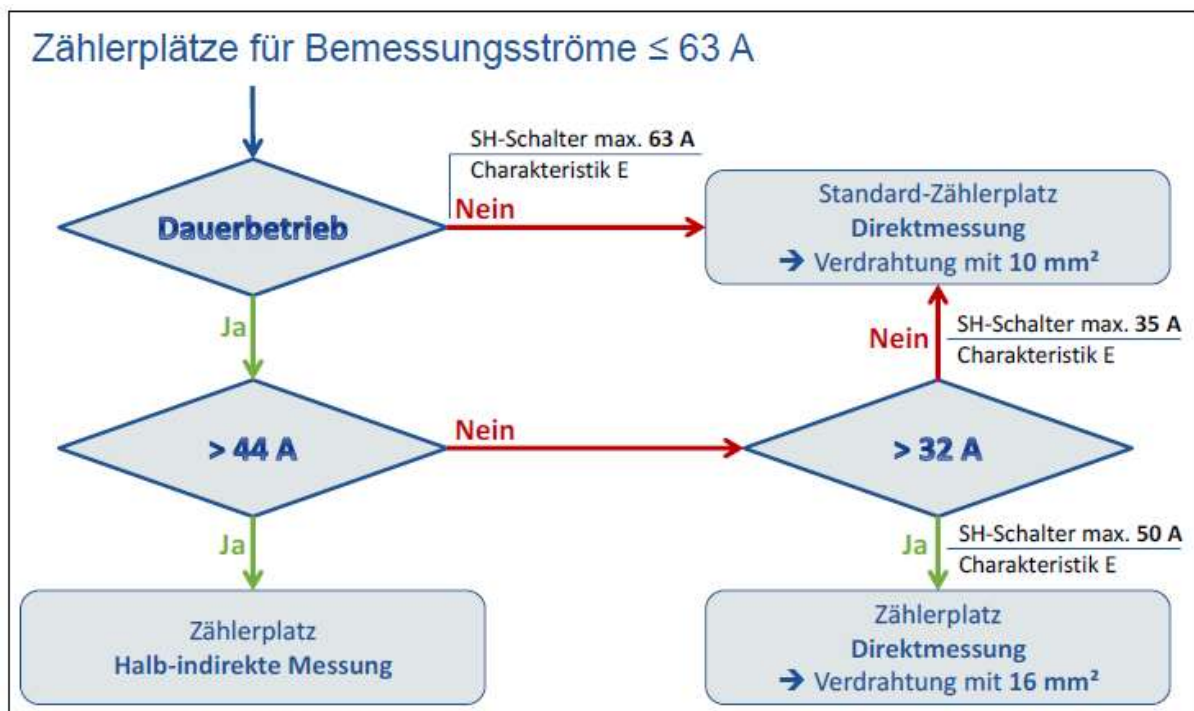 Zählerplätze für Bemessungsströme ≤ 63 A
SH-Schalter max. 63 A
Charakteristik E
Dauerbetrieb
Nein
Standard-Zählerplatz
Direktmessung
➔ Verdrahtung mit 10 mm²
Ja
Nein
SH-Schalter max. 35 A
Charakteristik E
> 44 A
Nein
> 32 A
Ja
Ja
SH-Schalter max. 50 A
Charakteristik E
Zählerplatz
Halb-indirekte Messung
Zählerplatz
Direktmessung
➔ Verdrahtung mit 16 mm²